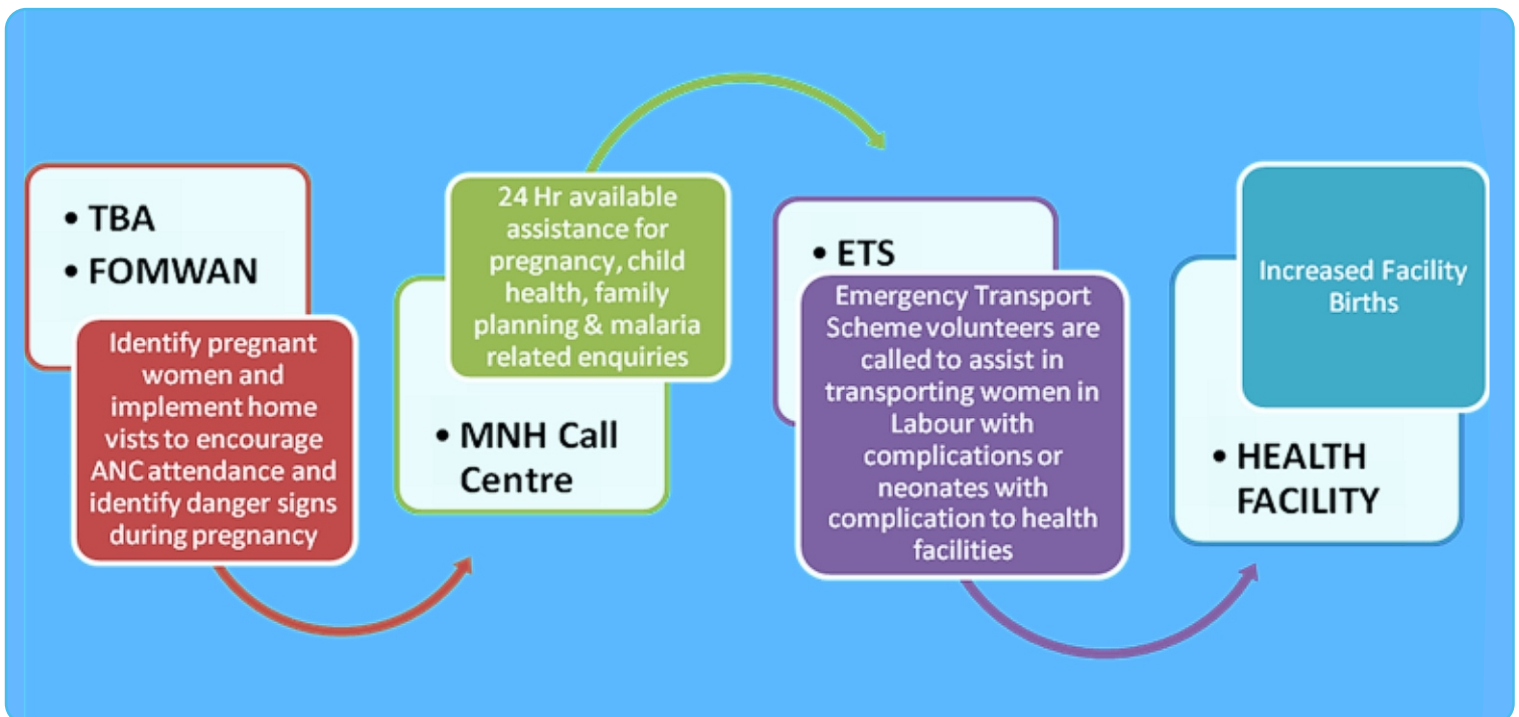 • TBA
• FOMWAN
Identify pregnant
women and
implement home
vists to encourage
ANC attendance and
identify danger signs
during pregnancy
24 Hr available
assistance for
pregnancy, child
health, family
planning & malaria
related enquiries
• MNH Call
Centre
• ETS
Emergency Transport
Scheme volunteers are
called to assist in
transporting women in
Labour with
complications or
neonates with
complication to health
facilities
Increased Facility
Births
• HEALTH
FACILITY